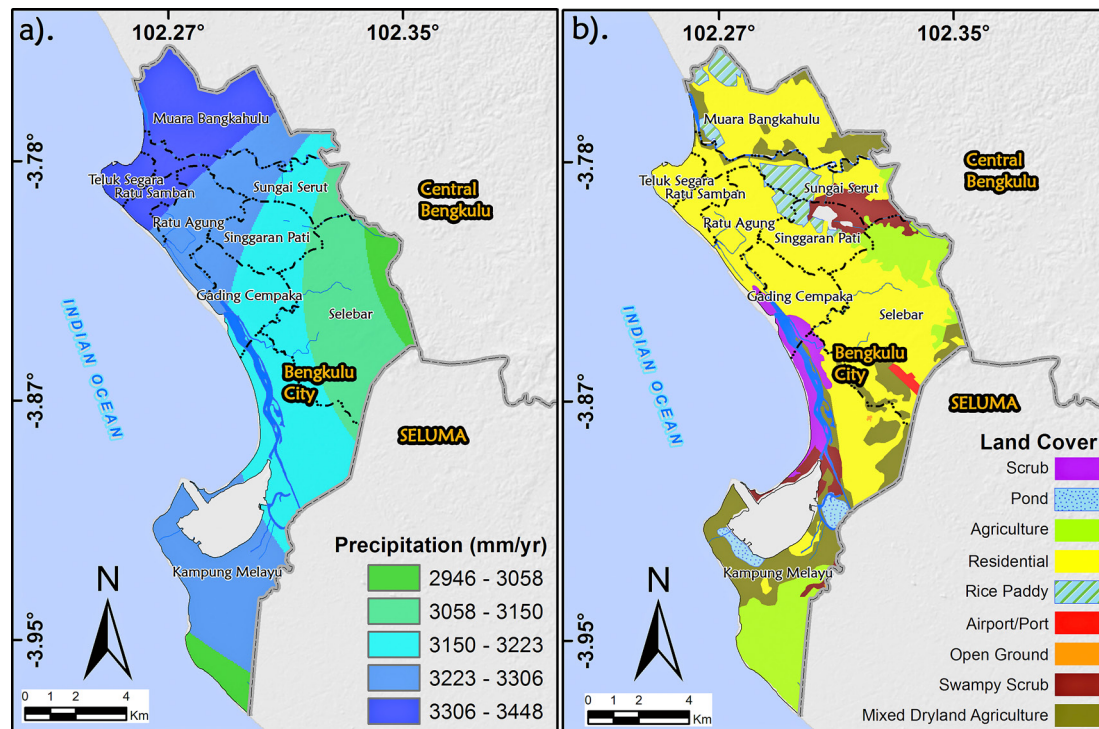 a).
102.27°
102.35°
-3.78°
-3.87°
-3.95°
Muara Bangkahulu
Teluk Segara
Ratu Samban
Sungai Serut
Ratu Agung
Singgaran Pati
Gading Cempaka
Selebar
Kampung Melayu
Central
Bengkulu
Bengkulu
City
SELUMA
INDIAN OCEAN
N
0 1 2 4
Km
Precipitation (mm/yr)
2946 - 3058
3058 - 3150
3150 - 3223
3223 - 3306
3306 - 3448
b).
102.27°
102.35°
-3.78°
-3.87°
-3.95°
Muara Bangkahulu
Teluk Segara
Ratu Samban
Sungai Serut
Ratu Agung
Singgaran Pati
Gading Cempaka
Selebar
Kampung Melayu
Central
Bengkulu
Bengkulu
City
SELUMA
INDIAN OCEAN
N
0 1 2 4
Km
Land Cover
Scrub
Pond
Agriculture
Residential
Rice Paddy
Airport/Port
Open Ground
Swampy Scrub
Mixed Dryland Agriculture